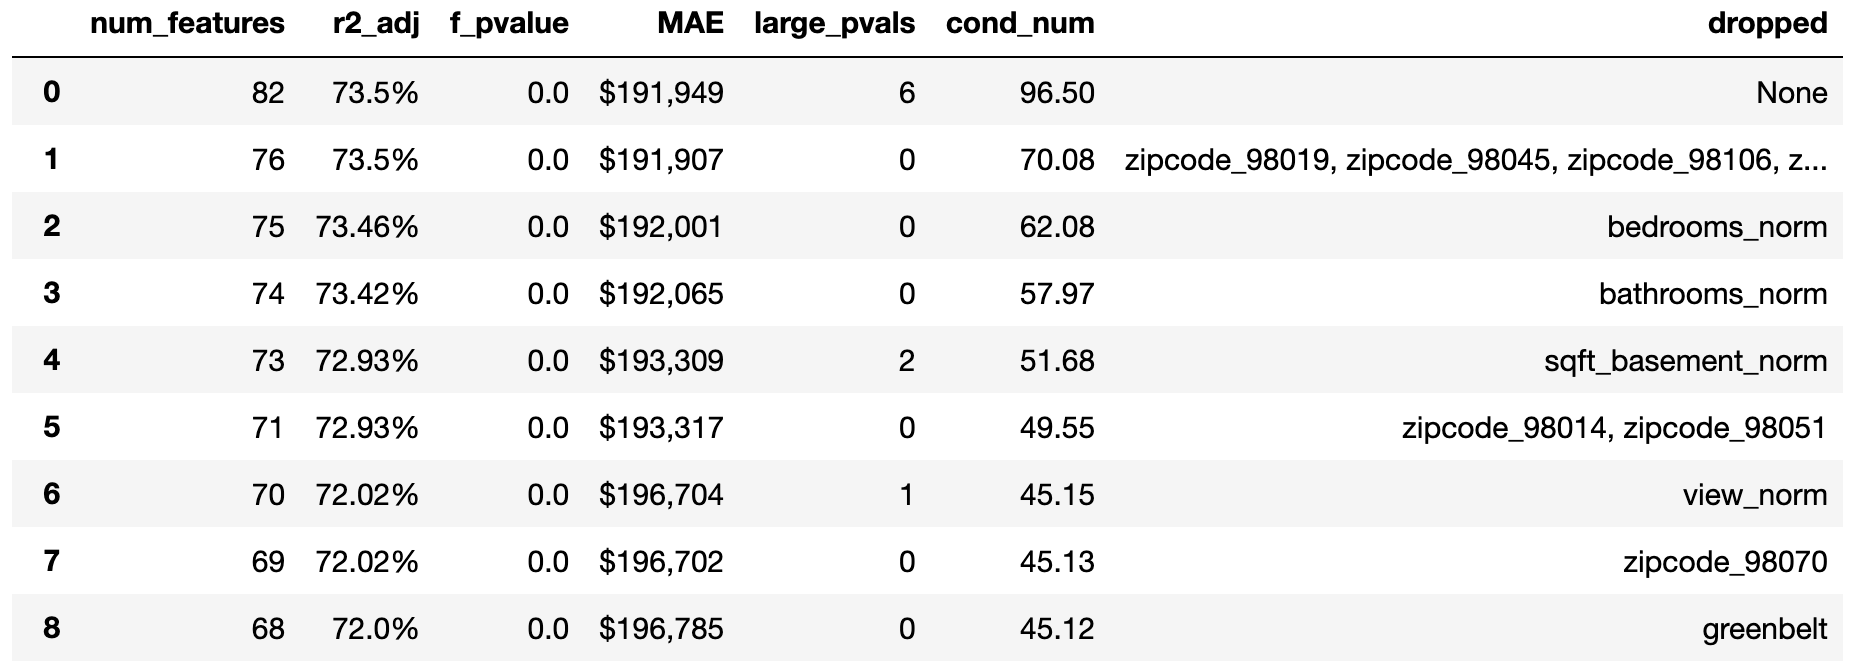 num_features r2_adj f_pvalue MAE large_pvals cond_num dropped
0 82 73.5% 0.0 $191,949 6 96.50 None
1 76 73.5% 0.0 $191,907 0 70.08 zipcode_98019, zipcode_98045, zipcode_98106, z...
2 75 73.46% 0.0 $192,001 0 62.08 bedrooms_norm
3 74 73.42% 0.0 $192,065 0 57.97 bathrooms_norm
4 73 72.93% 0.0 $193,309 2 51.68 sqft_basement_norm
5 71 72.93% 0.0 $193,317 0 49.55 zipcode_98014, zipcode_98051
6 70 72.02% 0.0 $196,704 1 45.15 view_norm
7 69 72.02% 0.0 $196,702 0 45.13 zipcode_98070
8 68 72.0% 0.0 $196,785 0 45.12 greenbelt